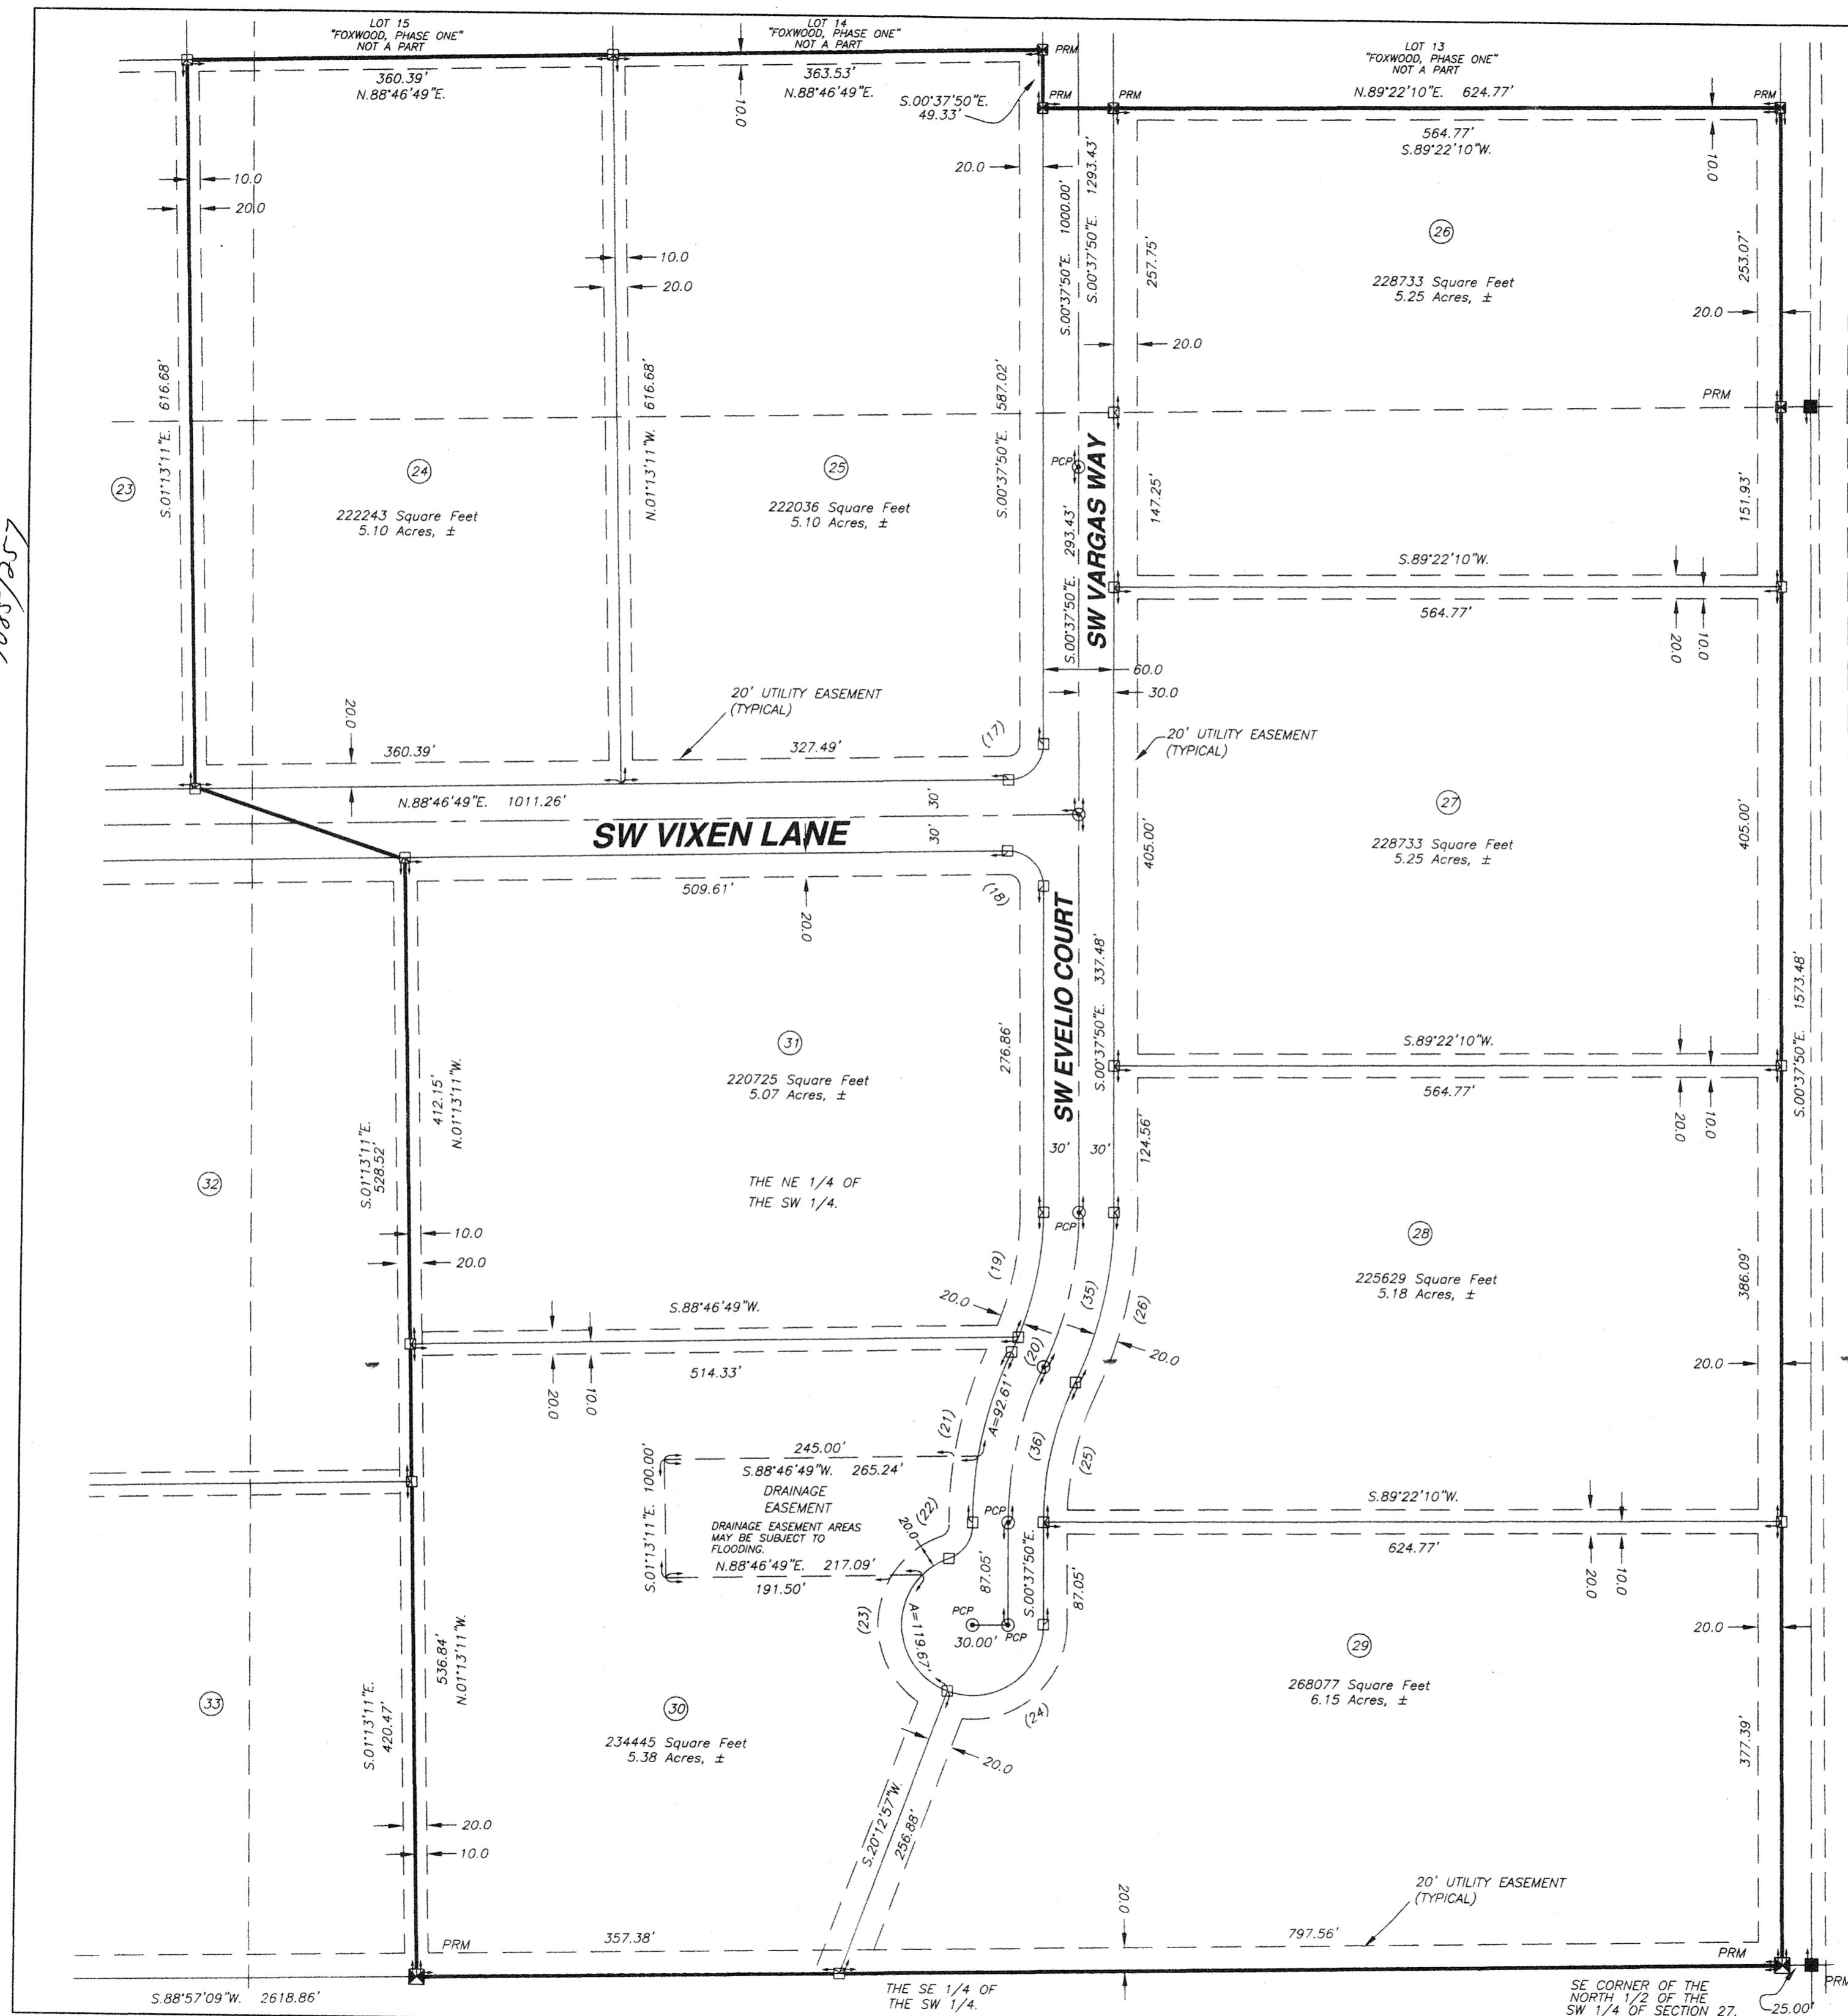 LOT 15
"FOXWOOD, PHASE ONE"
NOT A PART
LOT 14
"FOXWOOD, PHASE ONE"
NOT A PART
LOT 13
"FOXWOOD, PHASE ONE"
NOT A PART
360.39'
N.88°46'49"E.
363.53'
N.88°46'49"E.
10.0
S.00°37'50"E.
49.33'
PRM
PRM
PRM
N.89°22'10"E. 624.77'
PRM
564.77'
S.89°22'10"W.
10.0
10.0
20.0
10.0
20.0
20.0
S.00°37'50"E. 1000.00'
S.00°37'50"E. 1293.43'
257.75'
20.0
26
228733 Square Feet
5.25 Acres, ±
253.07'
20.0
PRM
S.01°13'11"E. 616.68'
N.01°13'11"W. 616.68'
S.00°37'50"E. 587.02'
23
24
222243 Square Feet
5.10 Acres, ±
25
222036 Square Feet
5.10 Acres, ±
PCP
S.00°37'50"E. 293.43'
SW VARGAS WAY
147.25'
151.93'
S.89°22'10"W.
564.77'
20.0
10.0
60.0
30.0
20' UTILITY EASEMENT
(TYPICAL)
20' UTILITY EASEMENT
(TYPICAL)
20.0
360.39'
327.49'
(17)
N.88°46'49"E. 1011.26'
SW VIXEN LANE
30'
30'
509.61'
20.0
(18)
27
228733 Square Feet
5.25 Acres, ±
405.00'
405.00'
SW EVELIO COURT
276.86'
S.00°37'50"E. 337.48'
S.00°37'50"E. 1573.48'
S.89°22'10"W.
564.77'
20.0
10.0
31
220725 Square Feet
5.07 Acres, ±
412.15'
N.01°13'11"W.
S.01°13'11"E.
528.52'
32
THE NE 1/4 OF
THE SW 1/4.
30'
30'
124.56'
PCP
10.0
20.0
28
225629 Square Feet
5.18 Acres, ±
386.09'
(19)
(35)
(26)
20.0
S.88°46'49"W.
514.33'
20.0
10.0
(20)
20.0
20.0
A=92.61'
(21)
(36)
(25)
245.00'
S.88°46'49"W. 265.24'
DRAINAGE
EASEMENT
DRAINAGE EASEMENT AREAS
MAY BE SUBJECT TO
FLOODING.
N.88°46'49"E. 217.09'
191.50'
S.01°13'11"E. 100.00'
(22)
20.0
PCP
87.05'
S.00°37'50"E.
87.05'
S.89°22'10"W.
624.77'
20.0
10.0
(23)
A=119.67'
PCP
30.00'
PCP
20.0
29
268077 Square Feet
6.15 Acres, ±
377.39'
33
S.01°13'11"E.
420.47'
536.84'
N.01°13'11"W.
30
234445 Square Feet
5.38 Acres, ±
(24)
20.0
S.20°12'57"W.
256.88'
20.0
10.0
20' UTILITY EASEMENT
(TYPICAL)
20.0
PRM
357.38'
797.56'
PRM
PRM
S.88°57'09"W. 2618.86'
THE SE 1/4 OF
THE SW 1/4.
SE CORNER OF THE
NORTH 1/2 OF THE
SW 1/4 OF SECTION 27.
25.00'